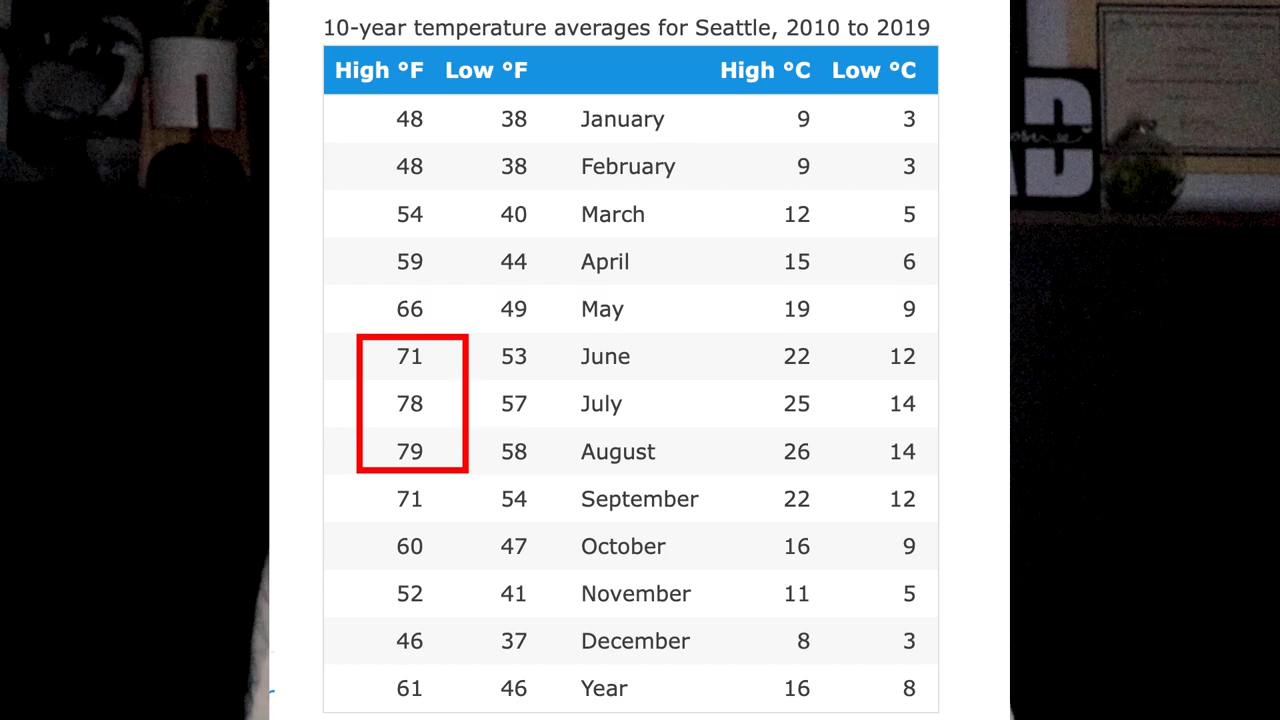 10-year temperature averages for Seattle, 2010 to 2019
High °F Low °F High °C Low °C
48 38 January 9 3
48 38 February 9 3
54 40 March 12 5
59 44 April 15 6
66 49 May 19 9
71 53 June 22 12
78 57 July 25 14
79 58 August 26 14
71 54 September 22 12
60 47 October 16 9
52 41 November 11 5
46 37 December 8 3
61 46 Year 16 8